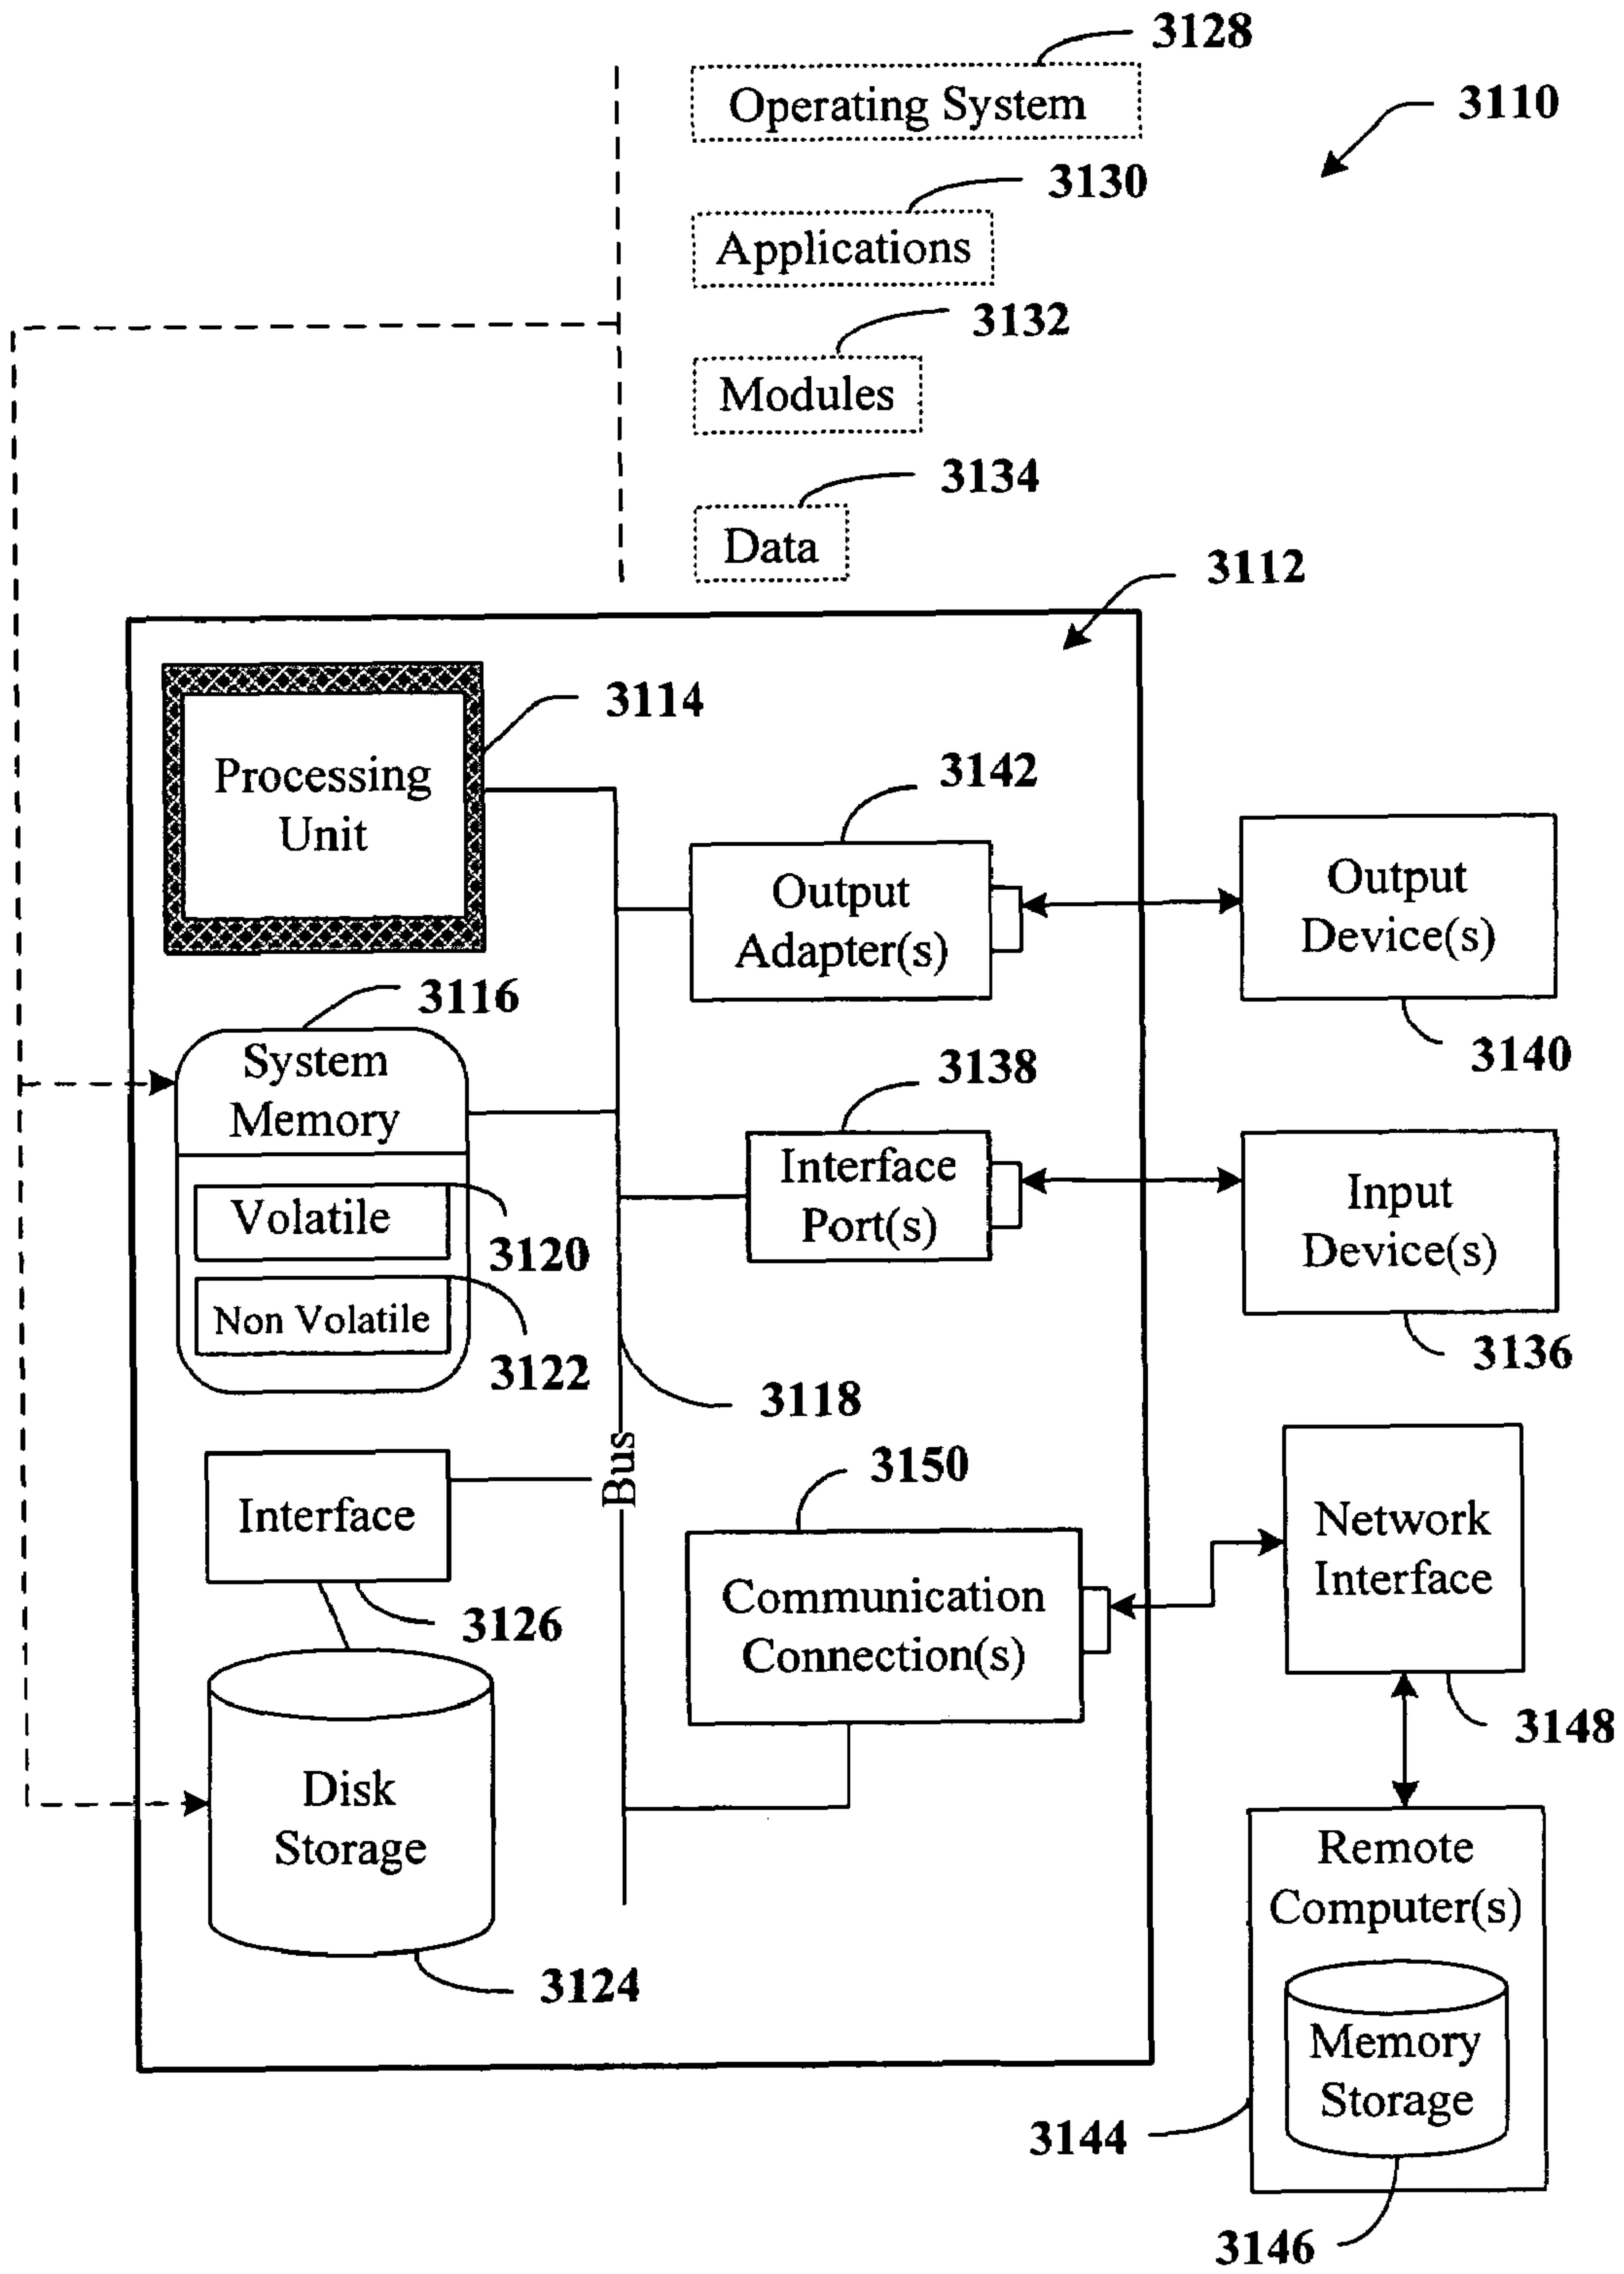 3128
Operating System
3110
3130
Applications
3132
Modules
3134
Data
3112
3114
Processing
Unit
3142
Output
Adapter(s)
Output
Device(s)
3140
3116
System
Memory
3138
Interface
Port(s)
Input
Device(s)
3136
Volatile
3120
Non Volatile
3122
3118
Bus
Interface
3126
3150
Communication
Connection(s)
Network
Interface
3148
Disk
Storage
3124
Remote
Computer(s)
Memory
Storage
3144
3146